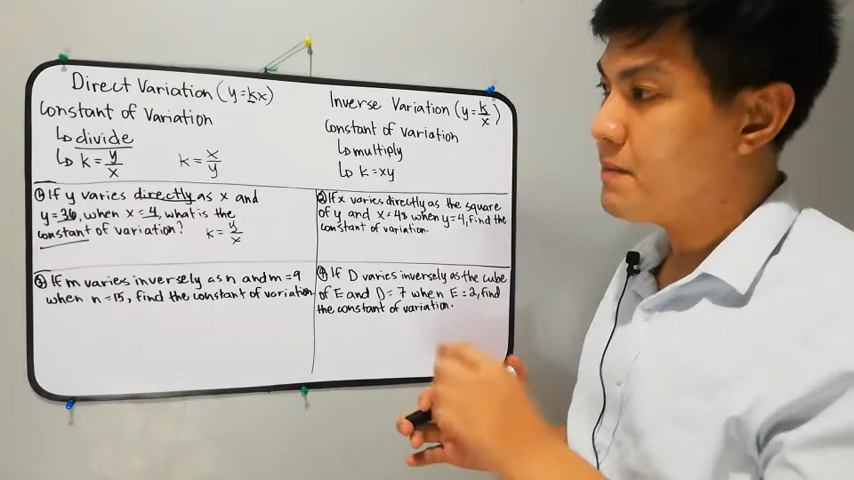 Direct Variation (y=kx)
Constant of Variation
↳ divide
↳ k = y/x
k = x/y
Inverse Variation (y=k/x)
Constant of Variation
↳ multiply
↳ k = xy
① If y varies directly as x and
y=36, when x = 4, what is the
constant of variation?
k = y/x
② If x varies directly as the square
of y and x=48 when y=4, find the
constant of variation.
③ If m varies inversely as n and m=9
when n=15, find the constant of variation.
④ If D varies inversely as the cube
of E and D=7 when E=2, find
the constant of variation.